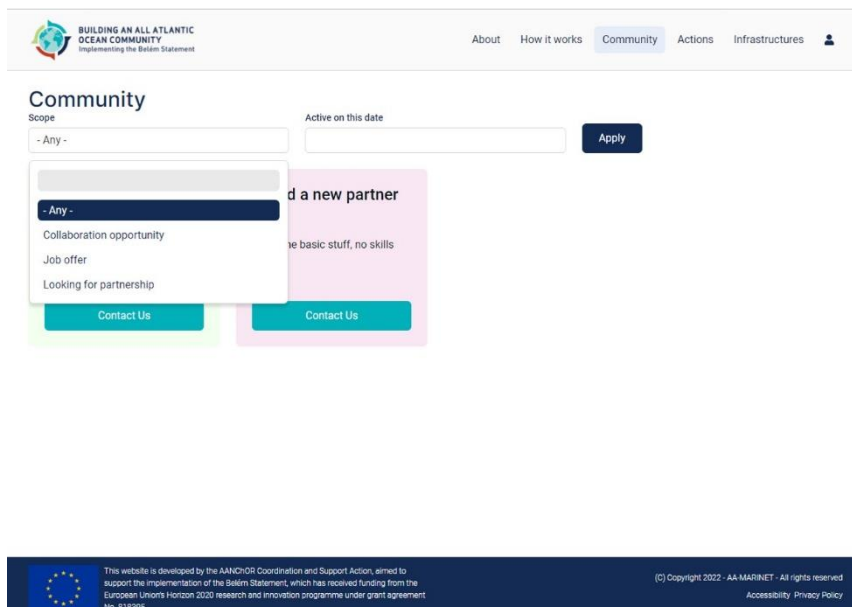 BUILDING AN ALL ATLANTIC
OCEAN COMMUNITY
Implementing the Belém Statement
About How it works Community Actions Infrastructures
Community
Scope
Active on this date
- Any -
Apply
- Any -
Collaboration opportunity
Job offer
Looking for partnership
d a new partner
e basic stuff, no skills
Contact Us
Contact Us
This website is developed by the AANChOR Coordination and Support Action, aimed to
support the implementation of the Belém Statement, which has received funding from the
European Union's Horizon 2020 research and innovation programme under grant agreement
No. 818395
(C) Copyright 2022 - AA-MARINET - All rights reserved
Accessibility Privacy Policy